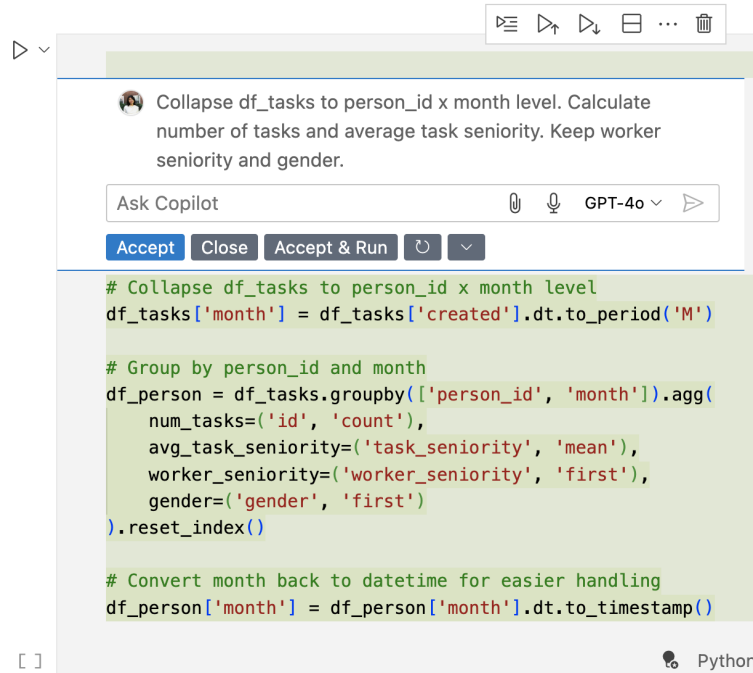 Collapse df_tasks to person_id x month level. Calculate
number of tasks and average task seniority. Keep worker
seniority and gender.
Ask Copilot
GPT-4o
Accept
Close
Accept & Run
# Collapse df_tasks to person_id x month level
df_tasks['month'] = df_tasks['created'].dt.to_period('M')
# Group by person_id and month
df_person = df_tasks.groupby(['person_id', 'month']).agg(
    num_tasks=('id', 'count'),
    avg_task_seniority=('task_seniority', 'mean'),
    worker_seniority=('worker_seniority', 'first'),
    gender=('gender', 'first')
).reset_index()
# Convert month back to datetime for easier handling
df_person['month'] = df_person['month'].dt.to_timestamp()
[ ]
Python